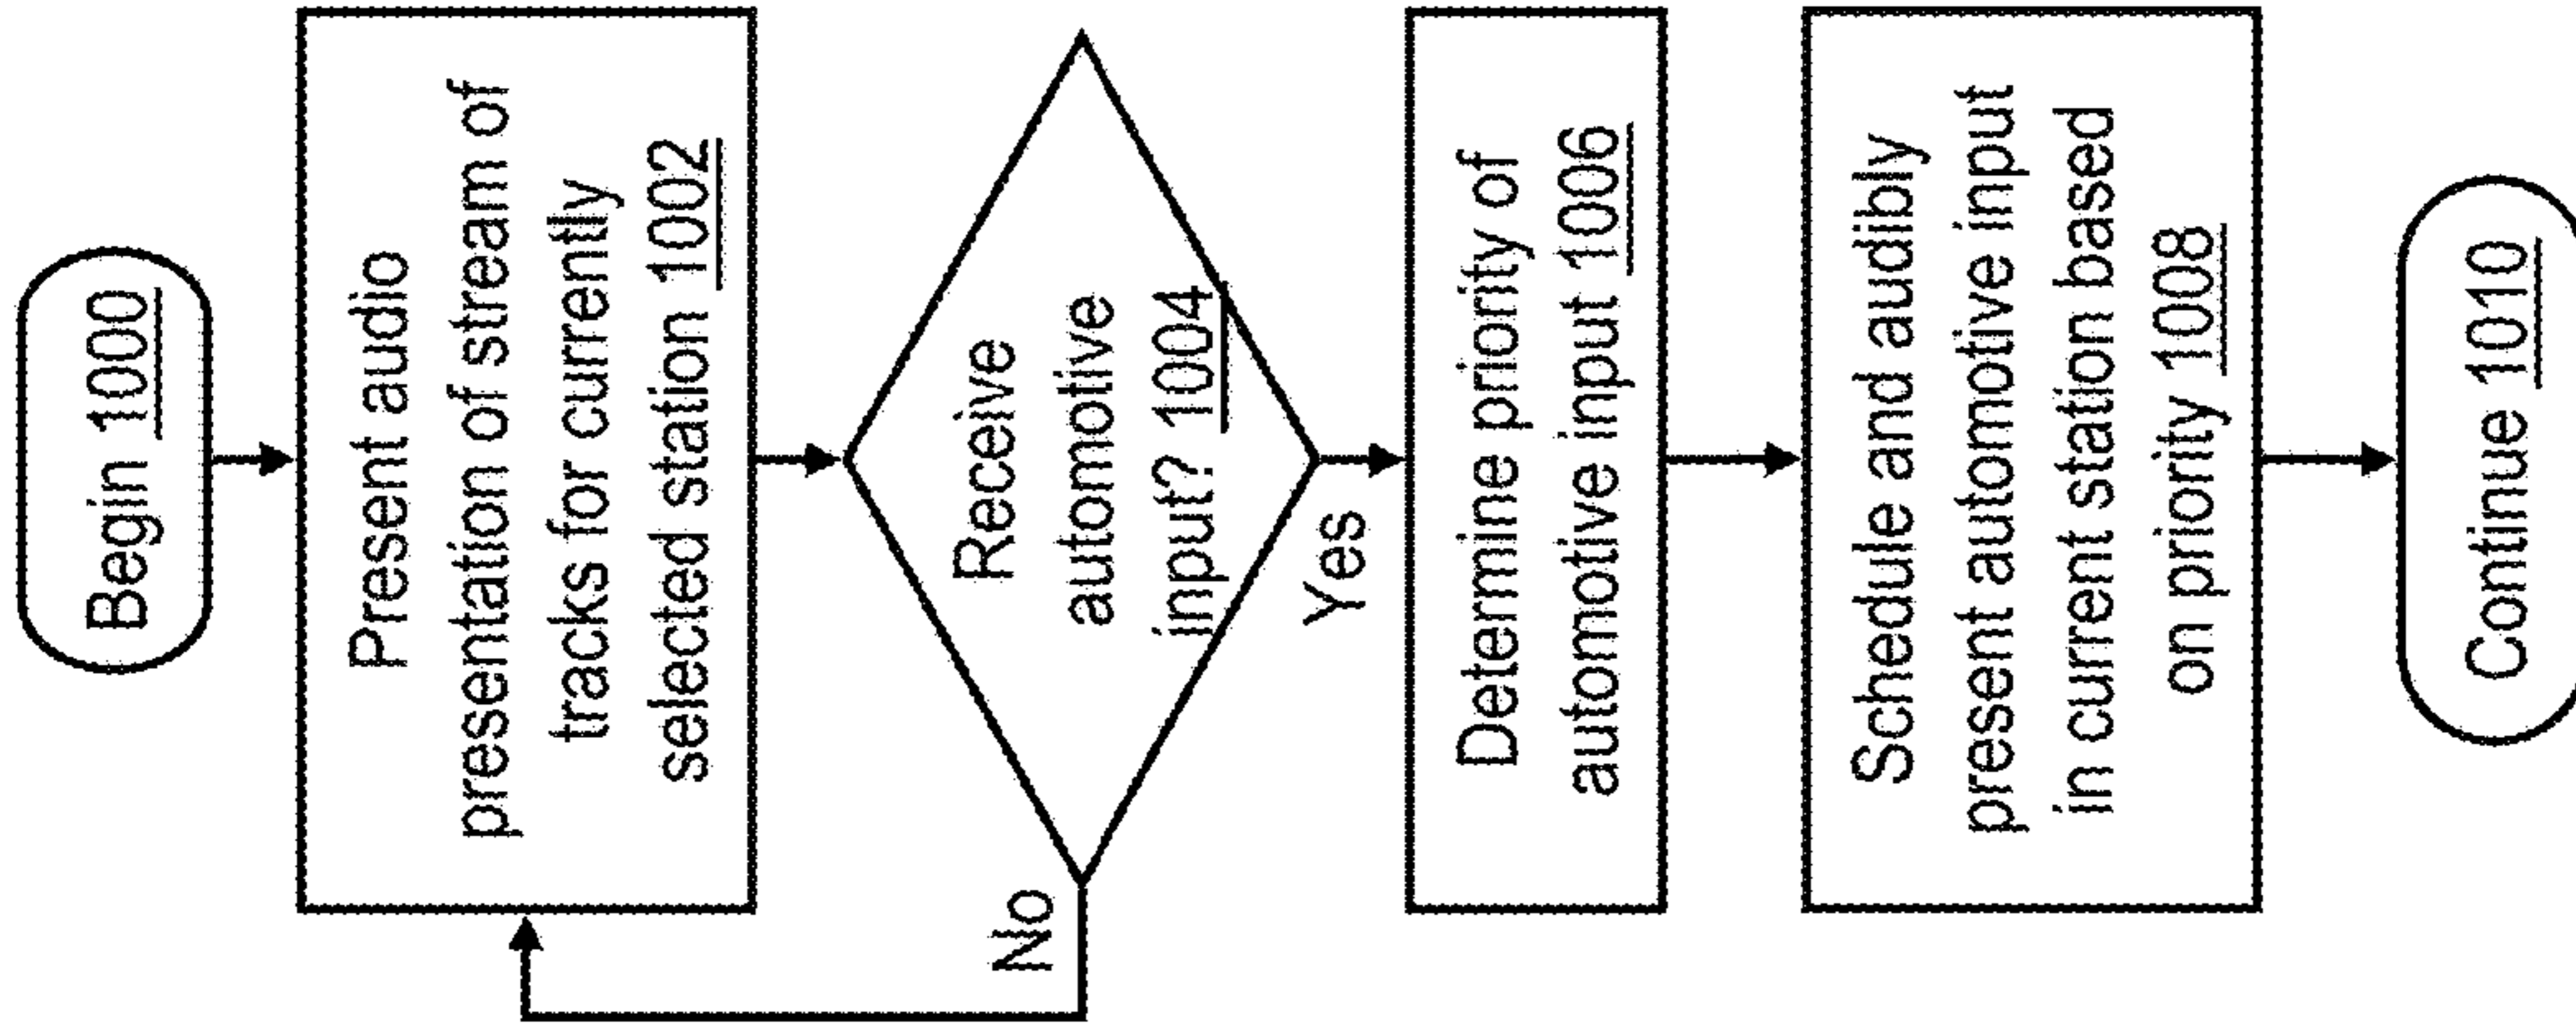 Begin 1000
Present audio
presentation of stream of
tracks for currently
selected station 1002
Receive
automotive
input? 1004
No
Yes
Determine priority of
automotive input 1006
Schedule and audibly
present automotive input
in current station based
on priority 1008
Continue 1010